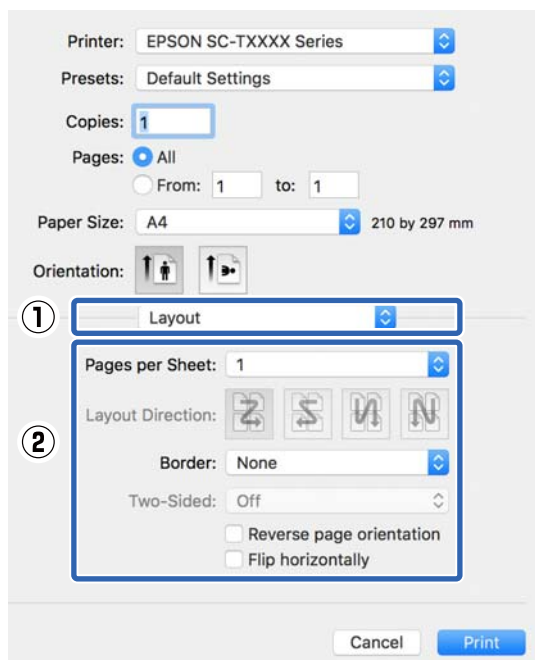 Printer: EPSON SC-TXXXX Series
Presets: Default Settings
Copies: 1
Pages: All
From: 1 to: 1
Paper Size: A4 210 by 297 mm
Orientation:
① Layout
②
Pages per Sheet: 1
Layout Direction:
Border: None
Two-Sided: Off
Reverse page orientation
Flip horizontally
Cancel Print